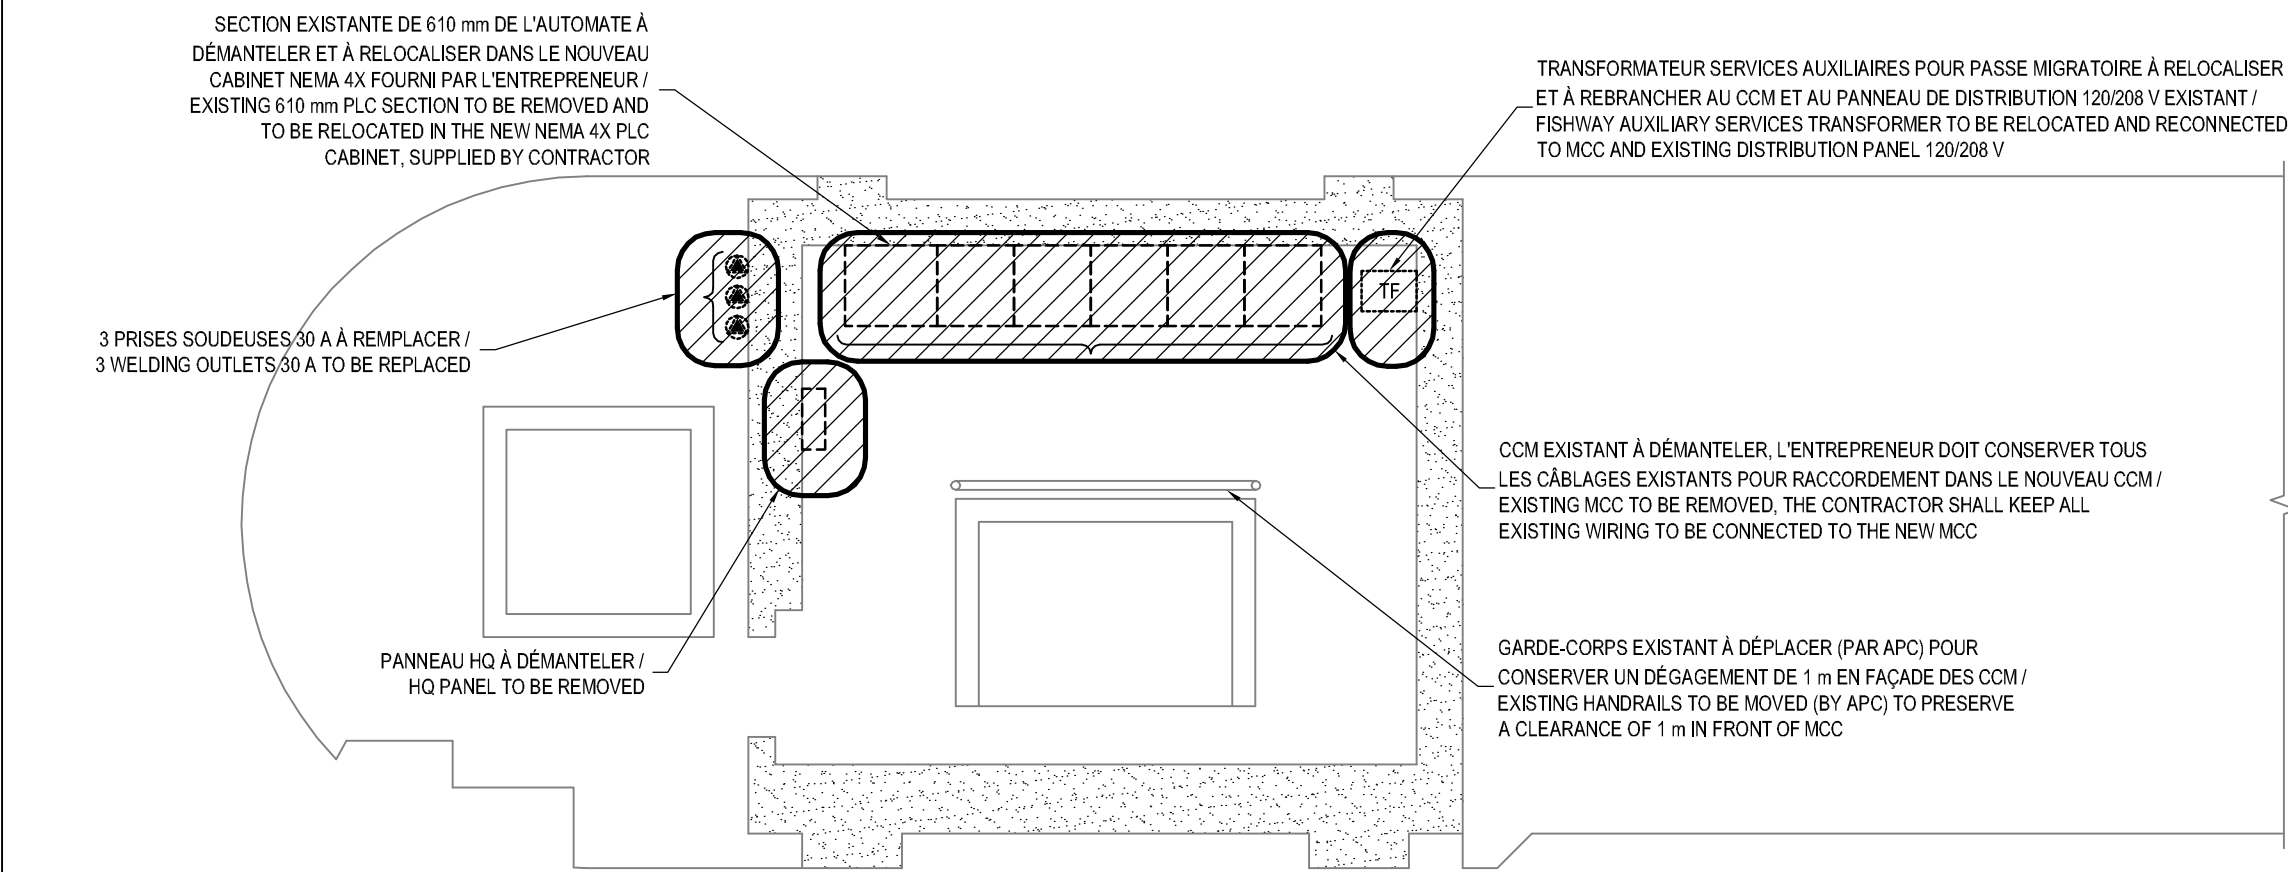 SECTION EXISTANTE DE 610 mm DE L'AUTOMATE À
DÉMANTELER ET À RELOCALISER DANS LE NOUVEAU
CABINET NEMA 4X FOURNI PAR L'ENTREPRENEUR /
EXISTING 610 mm PLC SECTION TO BE REMOVED AND
TO BE RELOCATED IN THE NEW NEMA 4X PLC
CABINET, SUPPLIED BY CONTRACTOR
TRANSFORMATEUR SERVICES AUXILIAIRES POUR PASSE MIGRATOIRE À RELOCALISER
ET À REBRANCHER AU CCM ET AU PANNEAU DE DISTRIBUTION 120/208 V EXISTANT /
FISHWAY AUXILIARY SERVICES TRANSFORMER TO BE RELOCATED AND RECONNECTED
TO MCC AND EXISTING DISTRIBUTION PANEL 120/208 V
TF
3 PRISES SOUDEUSES 30 A À REMPLACER /
3 WELDING OUTLETS 30 A TO BE REPLACED
CCM EXISTANT À DÉMANTELER, L'ENTREPRENEUR DOIT CONSERVER TOUS
LES CÂBLAGES EXISTANTS POUR RACCORDEMENT DANS LE NOUVEAU CCM /
EXISTING MCC TO BE REMOVED, THE CONTRACTOR SHALL KEEP ALL
EXISTING WIRING TO BE CONNECTED TO THE NEW MCC
PANNEAU HQ À DÉMANTELER /
HQ PANEL TO BE REMOVED
GARDE-CORPS EXISTANT À DÉPLACER (PAR APC) POUR
CONSERVER UN DÉGAGEMENT DE 1 m EN FAÇADE DES CCM /
EXISTING HANDRAILS TO BE MOVED (BY APC) TO PRESERVE
A CLEARANCE OF 1 m IN FRONT OF MCC